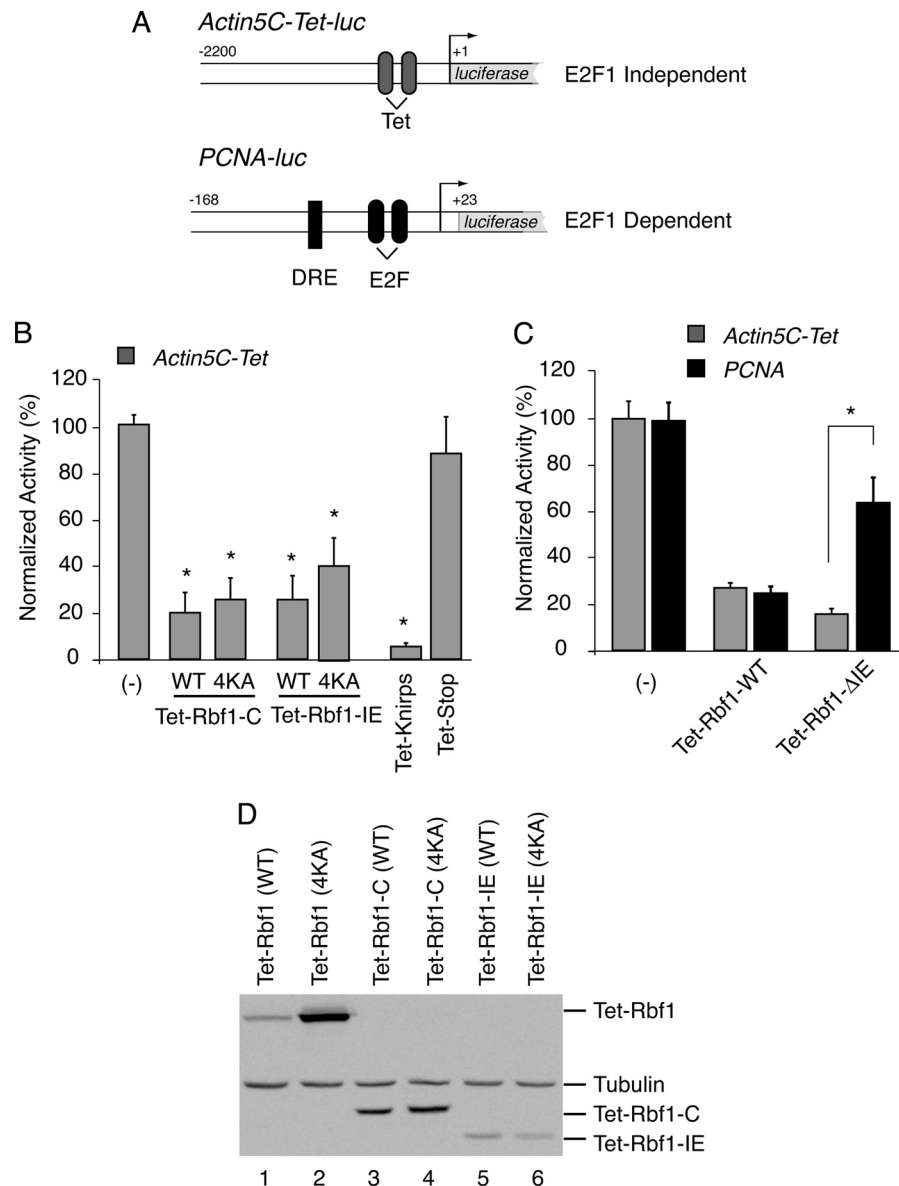 A
Actin5C-Tet-luc
-2200
+1
luciferase
E2F1 Independent
Tet
PCNA-luc
-168
+23
luciferase
E2F1 Dependent
DRE
E2F
B
Actin5C-Tet
Normalized Activity (%)
120
100
80
60
40
20
0
* * * * *
(-)
WT 4KA
WT 4KA
Tet-Rbf1-C
Tet-Rbf1-IE
Tet-Knirps
Tet-Stop
C
Actin5C-Tet
PCNA
Normalized Activity (%)
120
100
80
60
40
20
0
*
(-)
Tet-Rbf1-WT
Tet-Rbf1-ΔIE
D
Tet-Rbf1 (WT)
Tet-Rbf1 (4KA)
Tet-Rbf1-C (WT)
Tet-Rbf1-C (4KA)
Tet-Rbf1-IE (WT)
Tet-Rbf1-IE (4KA)
Tet-Rbf1
Tubulin
Tet-Rbf1-C
Tet-Rbf1-IE
1 2 3 4 5 6